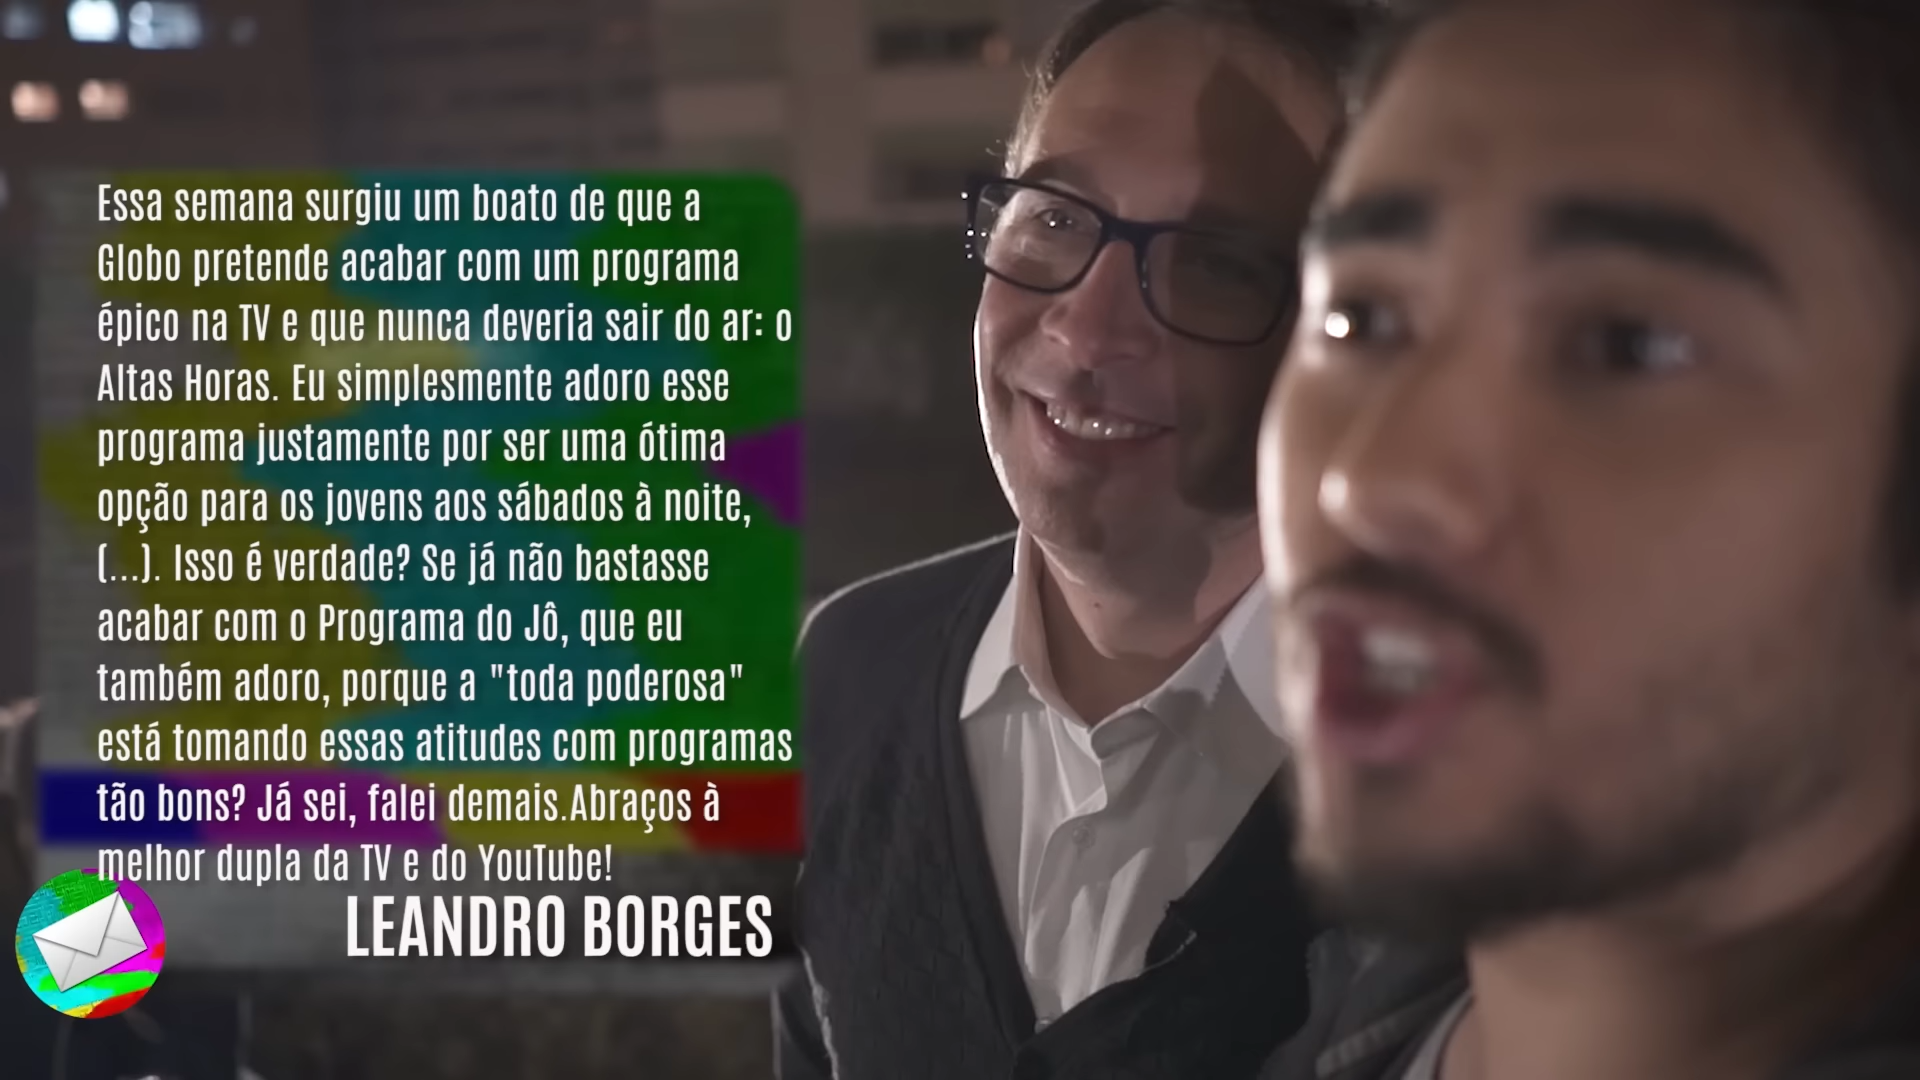 Essa semana surgiu um boato de que a
Globo pretende acabar com um programa
épico na TV e que nunca deveria sair do ar: o
Altas Horas. Eu simplesmente adoro esse
programa justamente por ser uma ótima
opção para os jovens aos sábados à noite,
(...). Isso é verdade? Se já não bastasse
acabar com o Programa do Jô, que eu
também adoro, porque a "toda poderosa"
está tomando essas atitudes com programas
tão bons? Já sei, falei demais.Abraços à
melhor dupla da TV e do YouTube!
LEANDRO BORGES